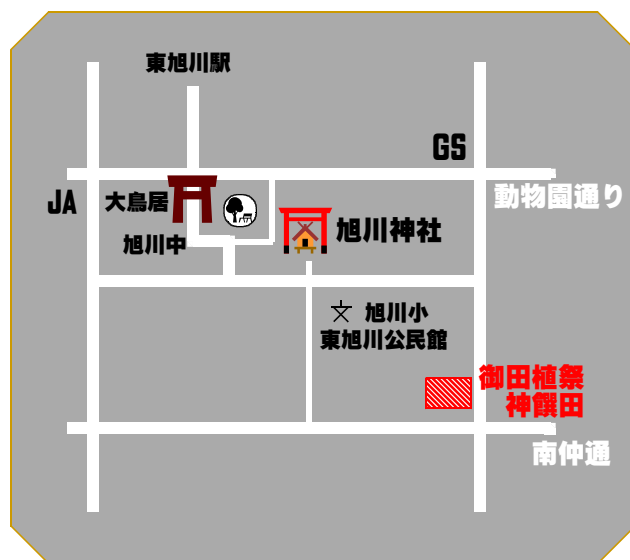 東旭川駅
GS
動物園通り
JA
大鳥居
旭川中
旭川神社
旭川小
東旭川公民館
御田植祭
神饌田
南仲通